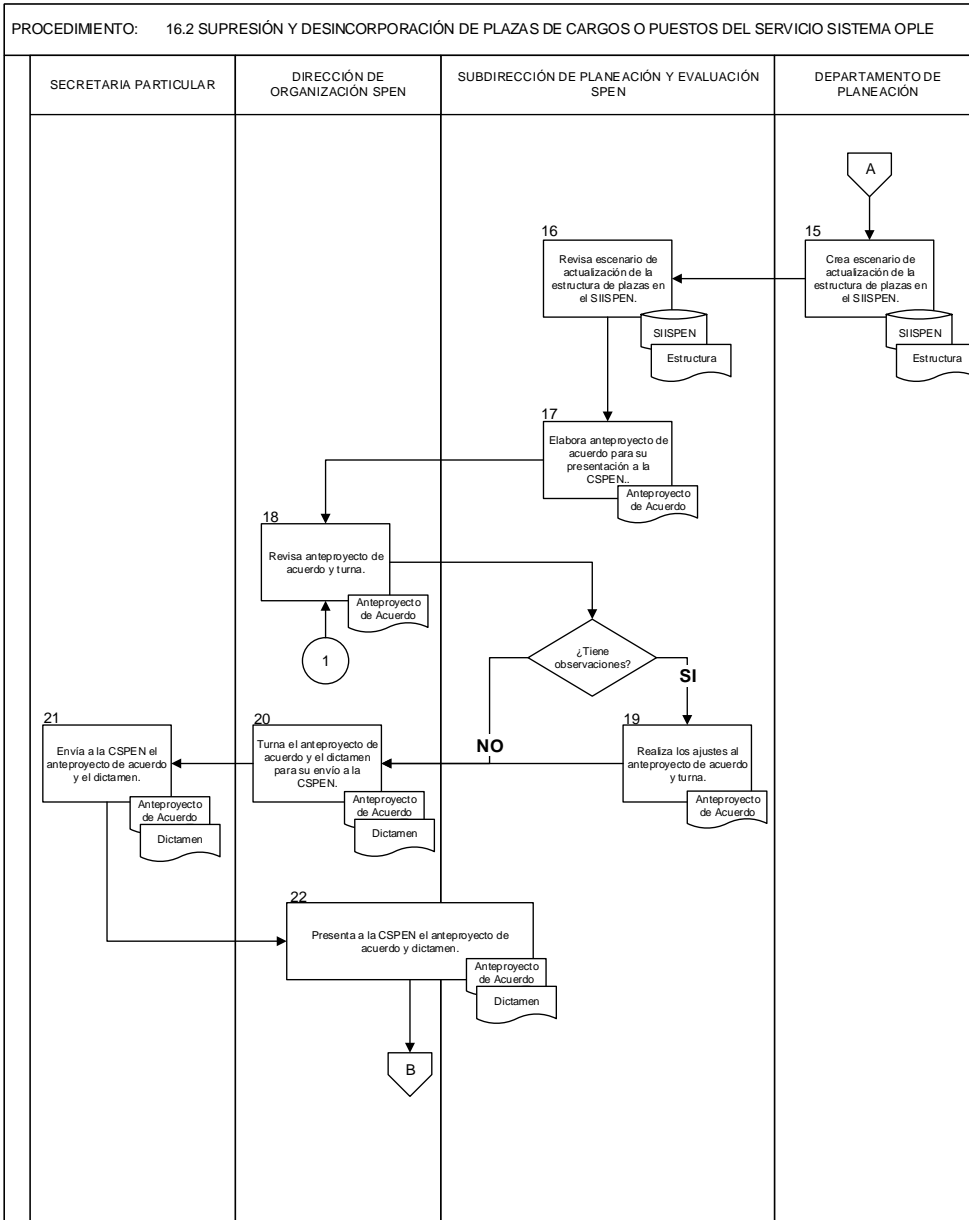 PROCEDIMIENTO: 16.2 SUPRESIÓN Y DESINCORPORACIÓN DE PLAZAS DE CARGOS O PUESTOS DEL SERVICIO SISTEMA OPLE
SECRETARIA PARTICULAR
DIRECCIÓN DE
ORGANIZACIÓN SPEN
SUBDIRECCIÓN DE PLANEACIÓN Y EVALUACIÓN
SPEN
DEPARTAMENTO DE
PLANEACIÓN
A
15
Crea escenario de
actualización de la
estructura de plazas en
el SIISPEN.
SIISPEN
Estructura
16
Revisa escenario de
actualización de la
estructura de plazas en
el SIISPEN.
SIISPEN
Estructura
17
Elabora anteproyecto de
acuerdo para su
presentación a la
CSPEN..
Anteproyecto
de Acuerdo
18
Revisa anteproyecto de
acuerdo y turna.
Anteproyecto
de Acuerdo
1
¿Tiene
observaciones?
SI
NO
19
Realiza los ajustes al
anteproyecto de acuerdo
y turna.
Anteproyecto
de Acuerdo
20
Turna el anteproyecto de
acuerdo y el dictamen
para su envío a la
CSPEN.
Anteproyecto
de Acuerdo
Dictamen
21
Envía a la CSPEN el
anteproyecto de acuerdo
y el dictamen.
Anteproyecto
de Acuerdo
Dictamen
22
Presenta a la CSPEN el anteproyecto de
acuerdo y dictamen.
Anteproyecto
de Acuerdo
Dictamen
B